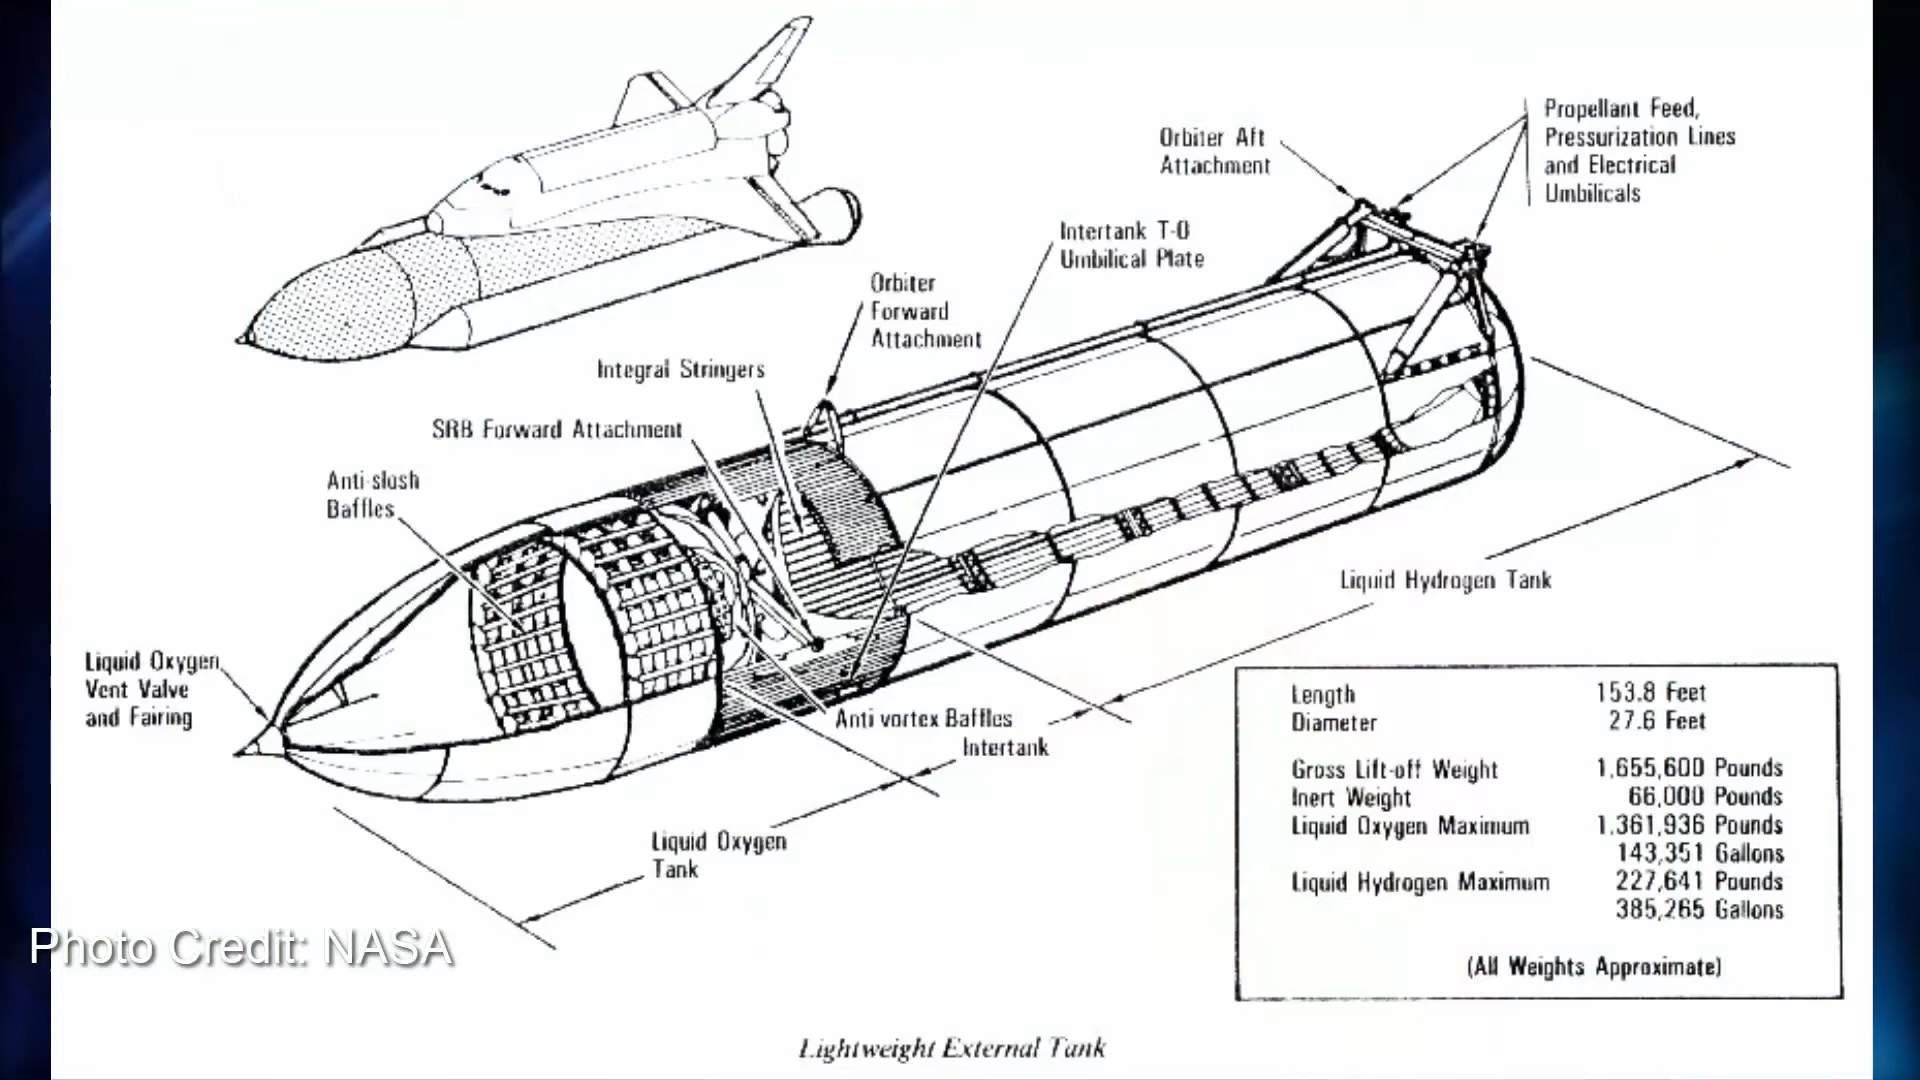 Propellant Feed,
Pressurization Lines
and Electrical
Umbilicals
Orbiter Aft
Attachment
Intertank T-0
Umbilical Plate
Orbiter
Forward
Attachment
Integral Stringers
SRB Forward Attachment
Anti-slosh
Baffles
Liquid Oxygen
Vent Valve
and Fairing
Liquid Hydrogen Tank
Anti vortex Baffles
Intertank
Liquid Oxygen
Tank
Length 153.8 Feet
Diameter 27.6 Feet
Gross Lift-off Weight 1,655,600 Pounds
Inert Weight 66,000 Pounds
Liquid Oxygen Maximum 1,361,936 Pounds
143,351 Gallons
Liquid Hydrogen Maximum 227,641 Pounds
385,265 Gallons
(All Weights Approximate)
Photo Credit: NASA
Lightweight External Tank